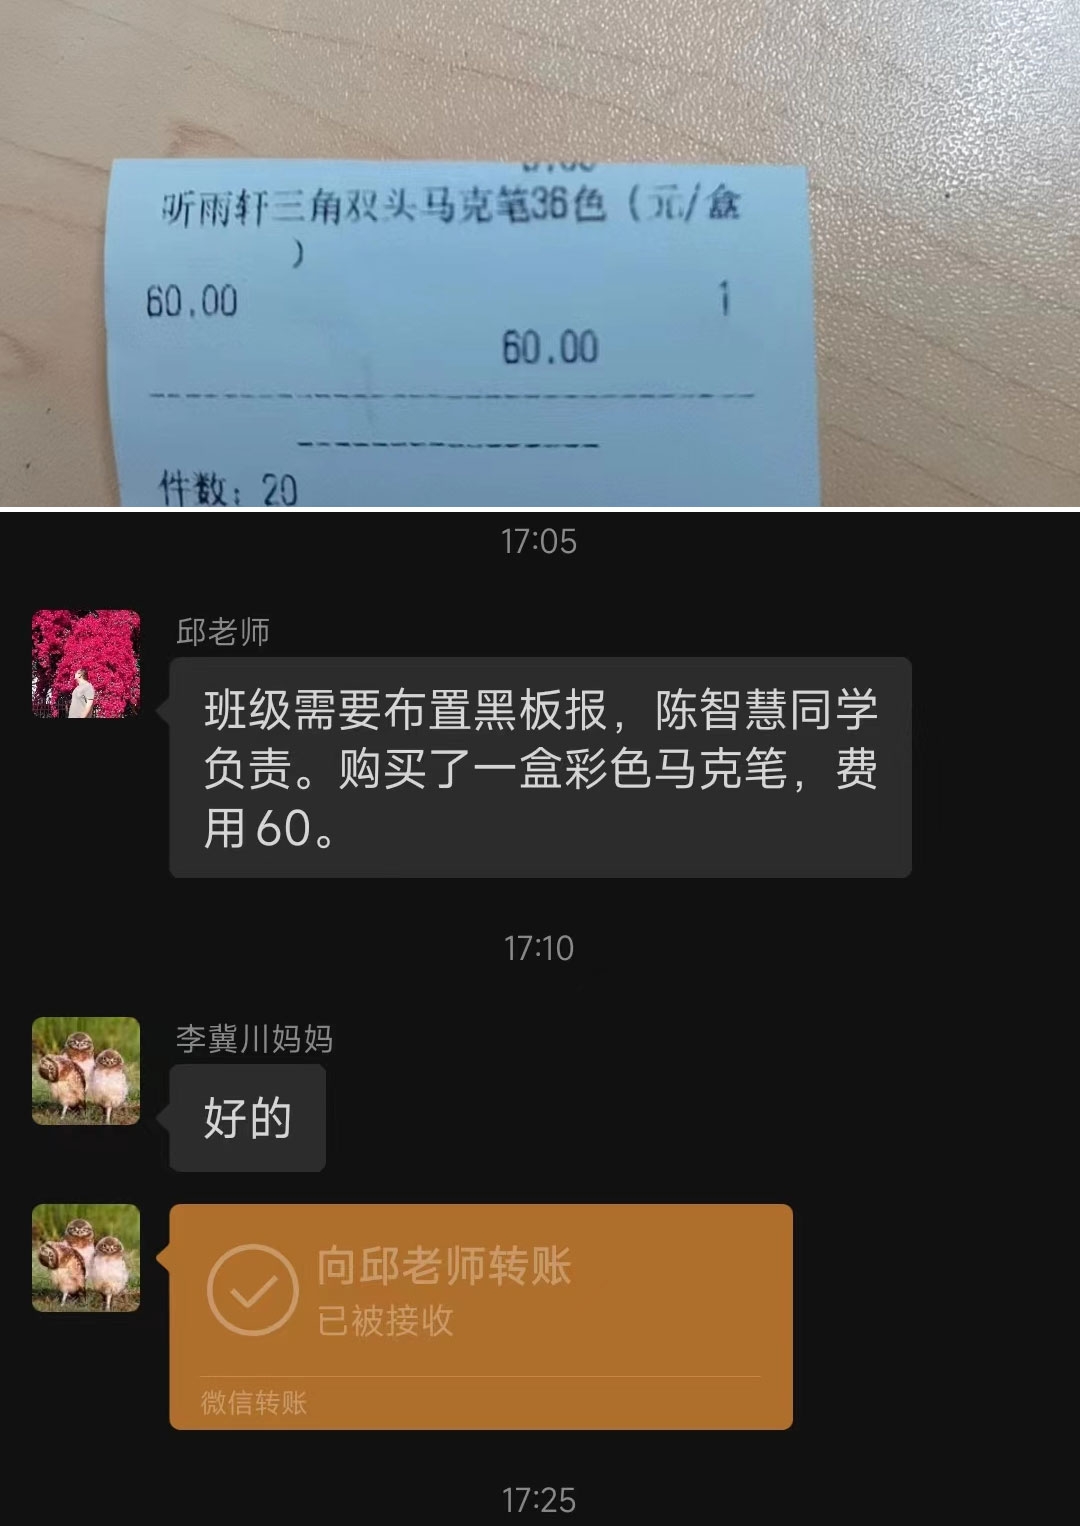 听雨轩三角双头马克笔36色（元/盒
）
60.00 1
60.00
件数：20
17:05
邱老师
班级需要布置黑板报，陈智慧同学
负责。购买了一盒彩色马克笔，费
用60。
17:10
李冀川妈妈
好的
向邱老师转账
已被接收
微信转账
17:25